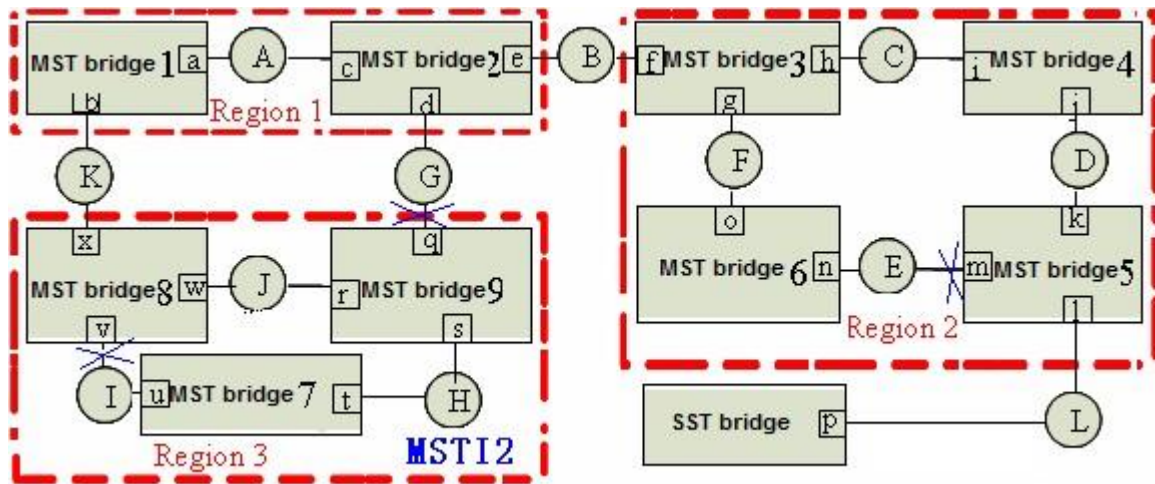 MST bridge 1 a A c MST bridge 2 e B f MST bridge 3 h C i MST bridge 4
b Region 1 d g j
K G F D
x q o k
MST bridge 8 w J r MST bridge 9 MST bridge 6 n E m MST bridge 5
v s Region 2 l
I u MST bridge 7 t H SST bridge p L
Region 3 MSTI2